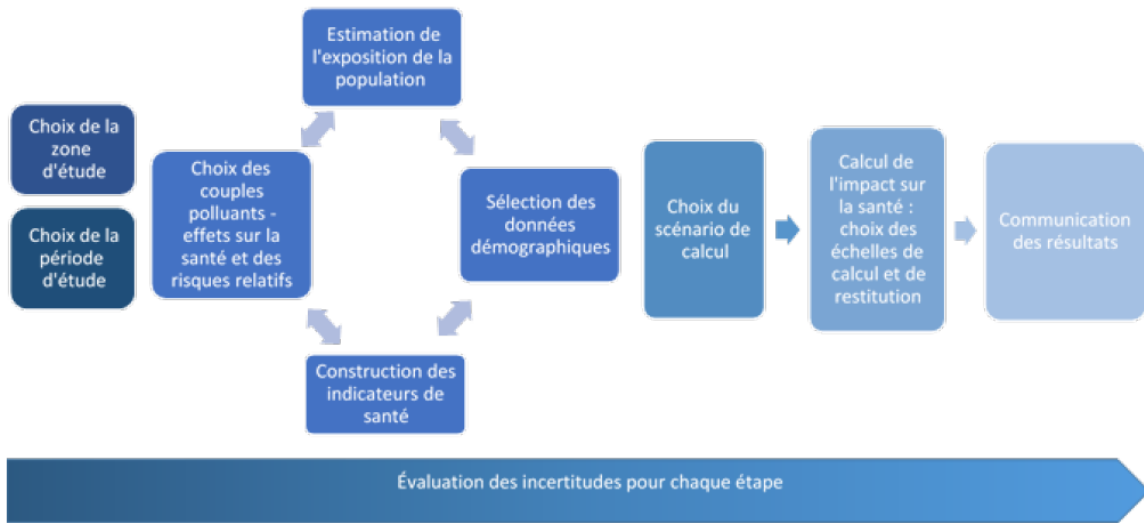 Choix de la
zone
d'étude
Choix de la
période
d'étude
Choix des
couples
polluants -
effets sur la
santé et des
risques relatifs
Estimation de
l'exposition de la
population
Construction des
indicateurs de
santé
Sélection des
données
démographiques
Choix du
scénario de
calcul
Calcul de
l'impact sur
la santé :
choix des
échelles de
calcul et de
restitution
Communication
des résultats
Évaluation des incertitudes pour chaque étape